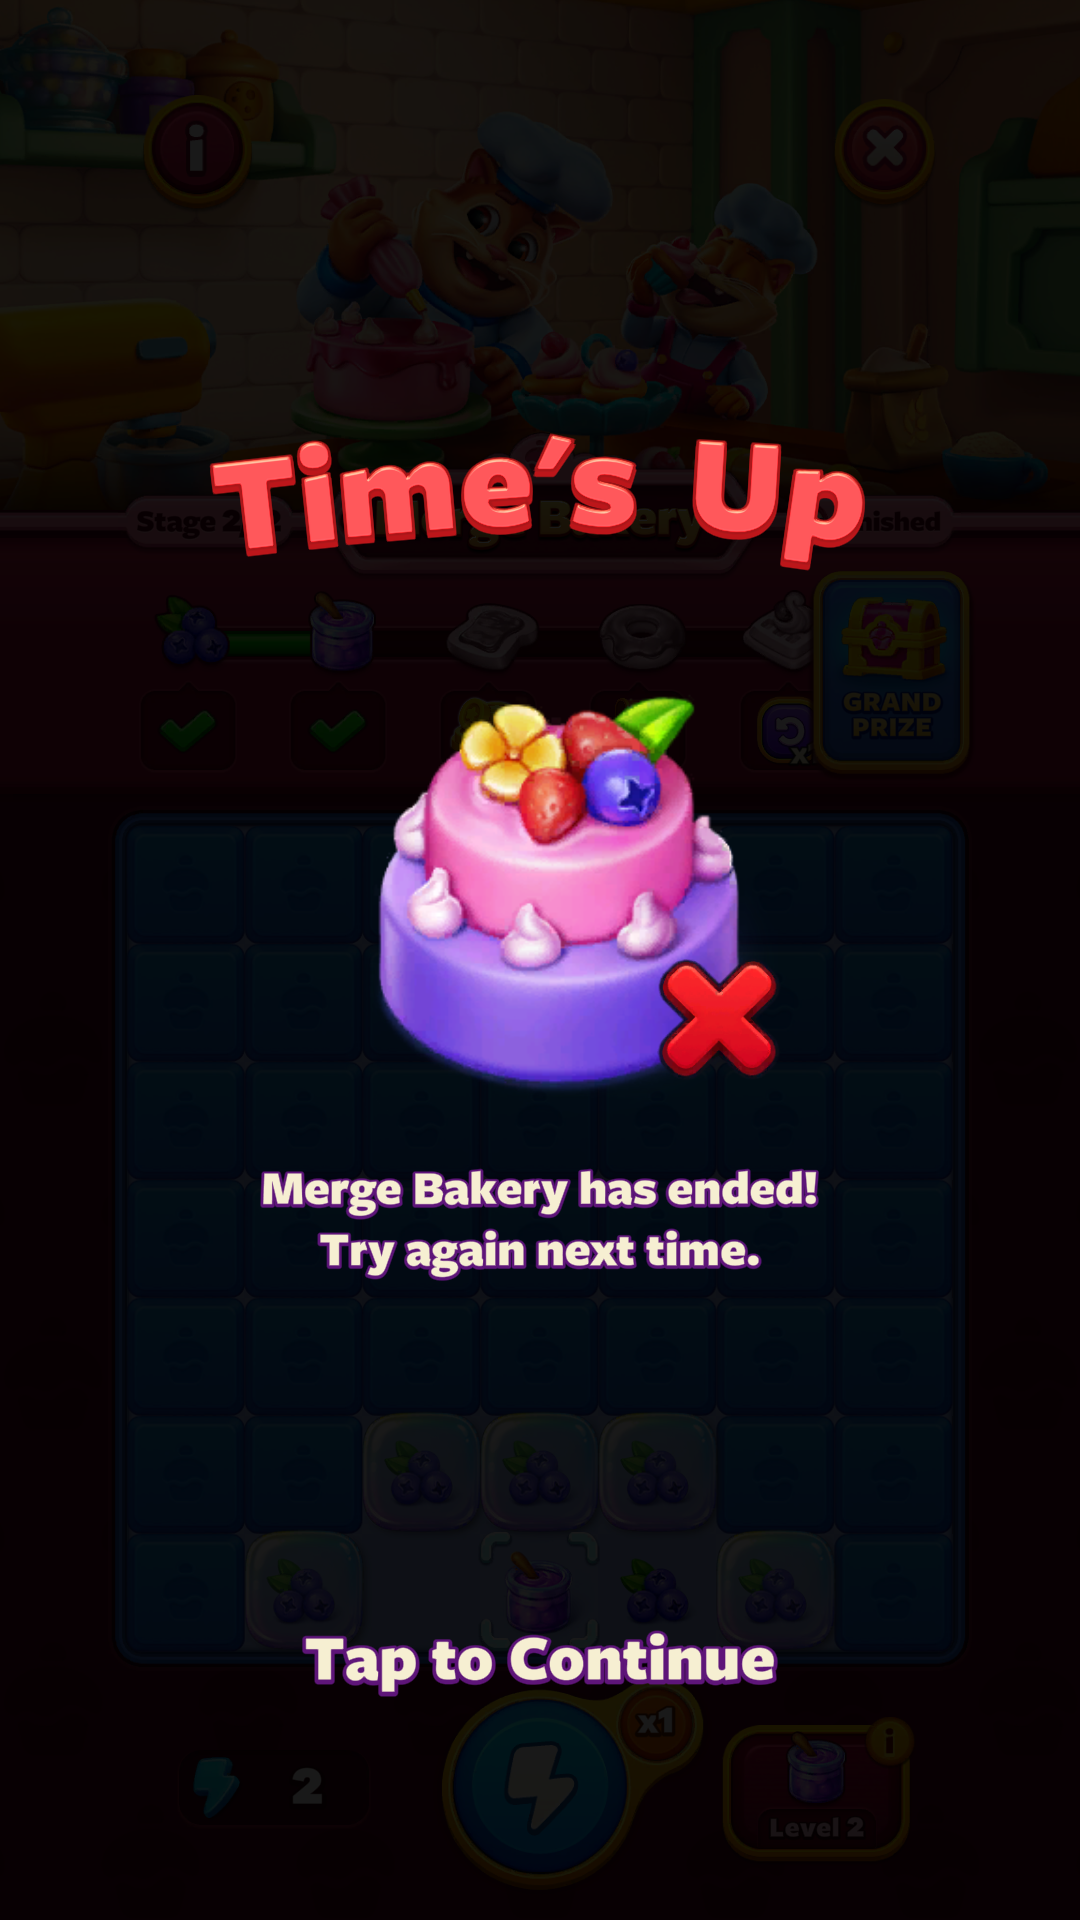 Time's Up
Stage 2
Bakery
GRAND
PRIZE
Merge Bakery has ended!
Try again next time.
Tap to Continue
x1
2
Level 2